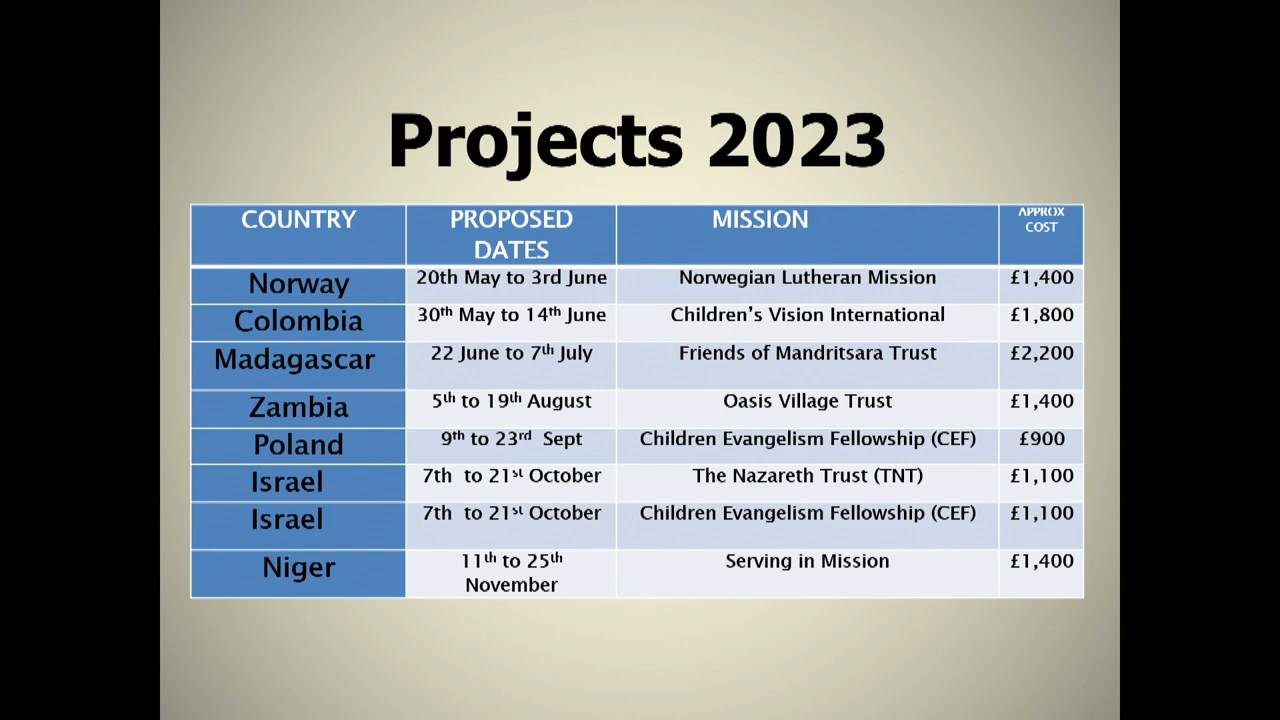 Projects 2023
COUNTRY PROPOSED DATES MISSION APPROX COST
Norway 20th May to 3rd June Norwegian Lutheran Mission £1,400
Colombia 30th May to 14th June Children’s Vision International £1,800
Madagascar 22 June to 7th July Friends of Mandritsara Trust £2,200
Zambia 5th to 19th August Oasis Village Trust £1,400
Poland 9th to 23rd Sept Children Evangelism Fellowship (CEF) £900
Israel 7th to 21st October The Nazareth Trust (TNT) £1,100
Israel 7th to 21st October Children Evangelism Fellowship (CEF) £1,100
Niger 11th to 25th November Serving in Mission £1,400